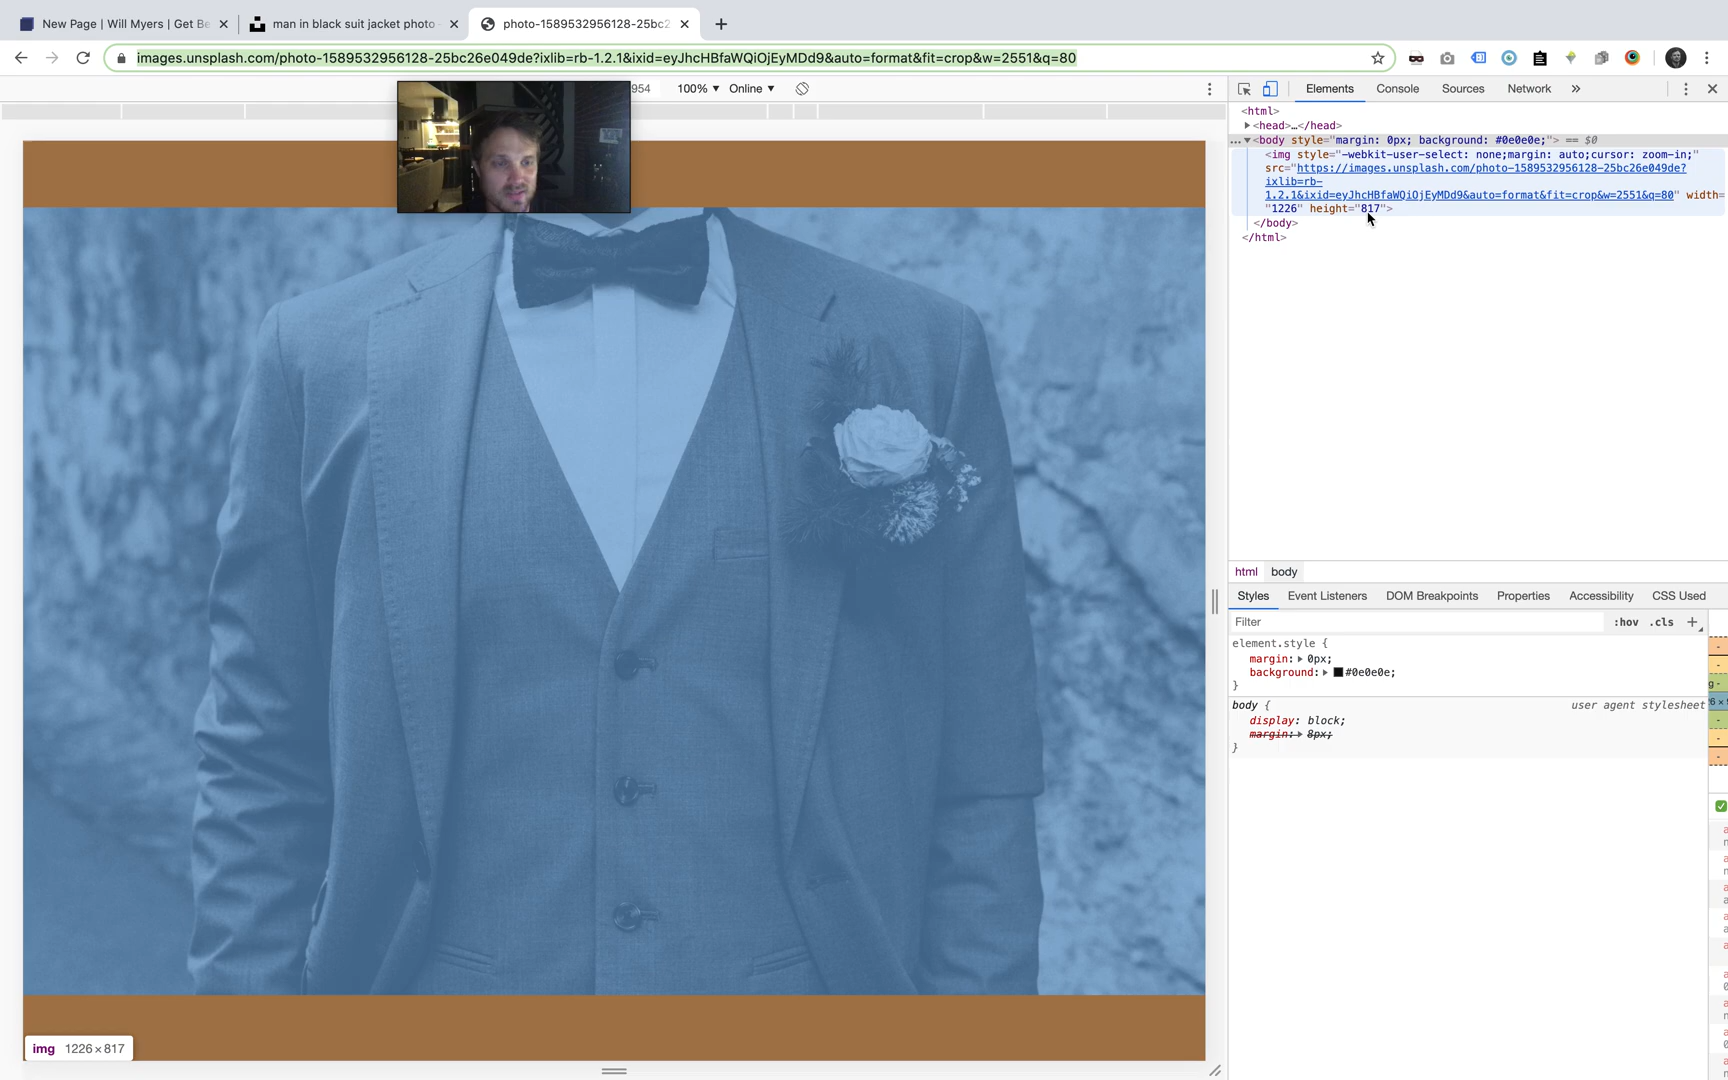 New Page | Will Myers | Get Be
man in black suit jacket photo
photo-1589532956128-25bc2
images.unsplash.com/photo-1589532956128-25bc26e049de?ixlib=rb-1.2.1&ixid=eyJhcHBfaWQiOjEyMDd9&auto=format&fit=crop&w=2551&q=80
954 100% ▼ Online ▼
Elements Console Sources Network »
<html>
▶<head>…</head>
…▼<body style="margin: 0px; background: #0e0e0e;"> == $0
<img style="-webkit-user-select: none;margin: auto;cursor: zoom-in;"
src="https://images.unsplash.com/photo-1589532956128-25bc26e049de?
ixlib=rb-
1.2.1&ixid=eyJhcHBfaWQiOjEyMDd9&auto=format&fit=crop&w=2551&q=80" width=
"1226" height="817">
</body>
</html>
html body
Styles Event Listeners DOM Breakpoints Properties Accessibility CSS Used
Filter :hov .cls +
element.style {
margin:▶ 0px;
background:▶ #0e0e0e;
}
body { user agent stylesheet
display: block;
margin:▶ 8px;
}
img 1226×817